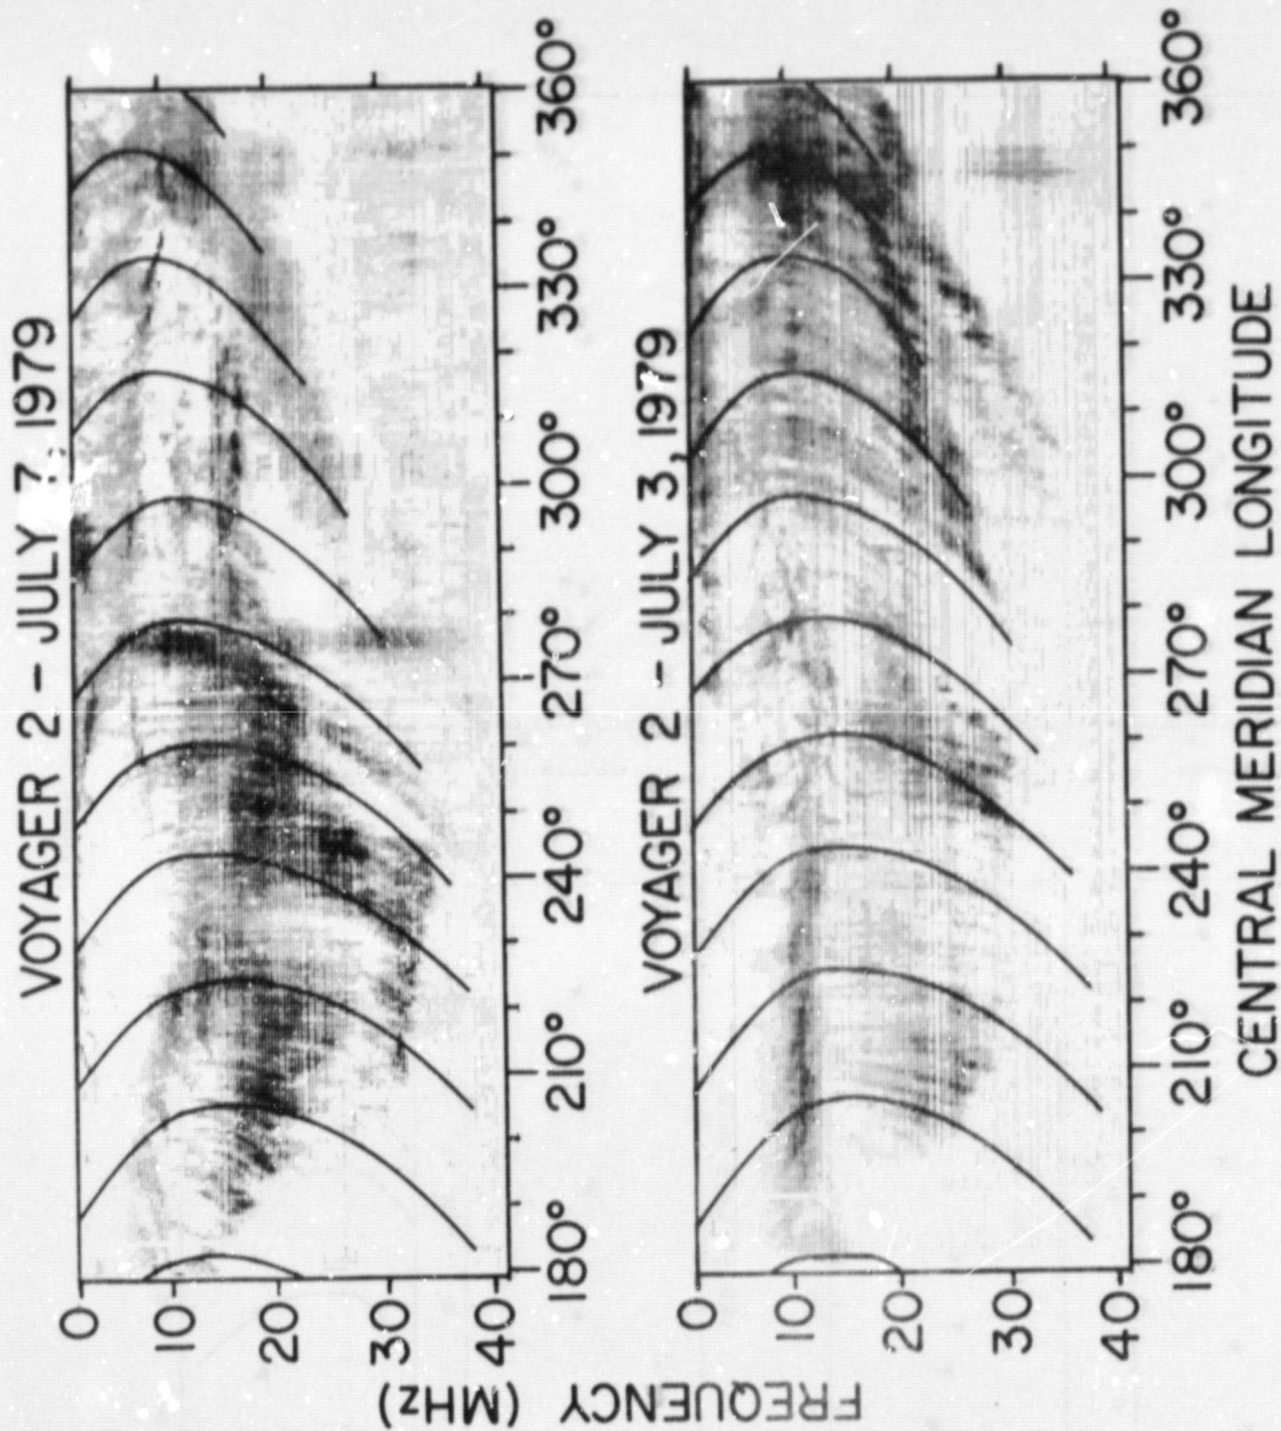 VOYAGER 2 – JULY 7, 1979
0
10
20
30
40
180° 210° 240° 270° 300° 330° 360°
FREQUENCY (MHz)
VOYAGER 2 – JULY 3, 1979
0
10
20
30
40
180° 210° 240° 270° 300° 330° 360°
CENTRAL MERIDIAN LONGITUDE